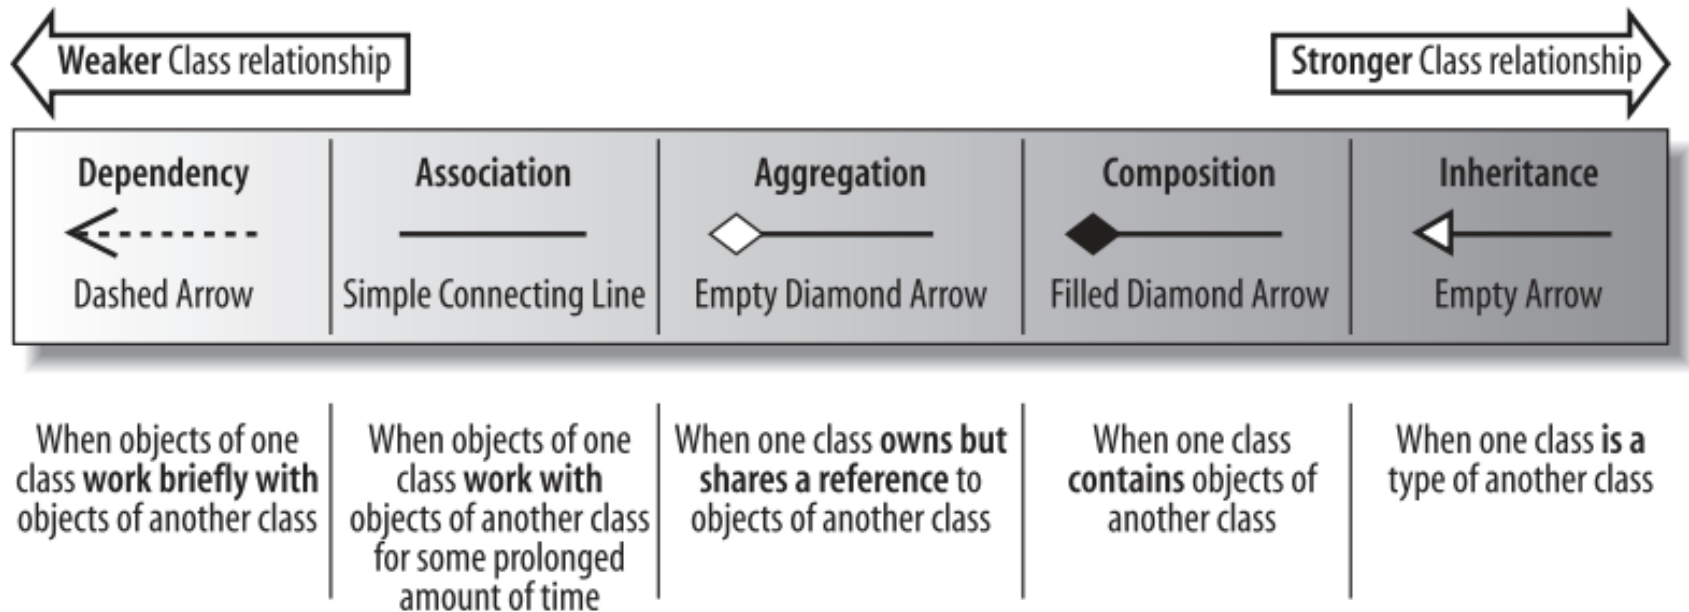 Weaker Class relationship
Stronger Class relationship
Dependency
Dashed Arrow
Association
Simple Connecting Line
Aggregation
Empty Diamond Arrow
Composition
Filled Diamond Arrow
Inheritance
Empty Arrow
When objects of one
class work briefly with
objects of another class
When objects of one
class work with
objects of another class
for some prolonged
amount of time
When one class owns but
shares a reference to
objects of another class
When one class
contains objects of
another class
When one class is a
type of another class